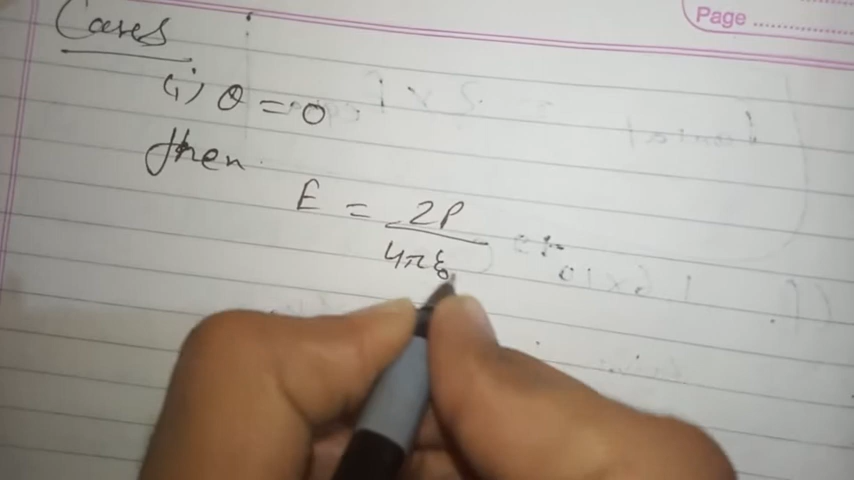 Page
Cases
(i) θ = 0
then
E = 2P / 4πε